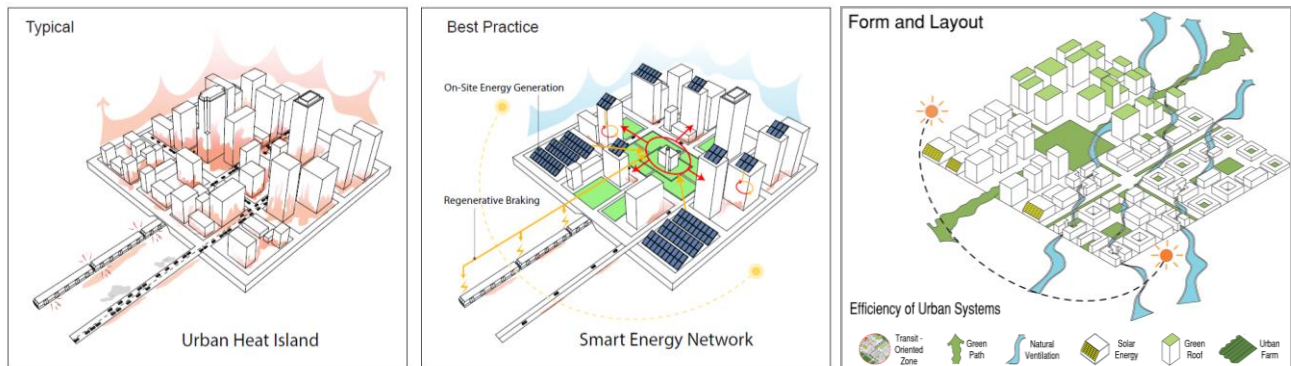 Typical
Urban Heat Island
Best Practice
On-Site Energy Generation
Regenerative Braking
Smart Energy Network
Form and Layout
Efficiency of Urban Systems
Transit -
Oriented
Zone
Green
Path
Natural
Ventilation
Solar
Energy
Green
Roof
Urban
Farm